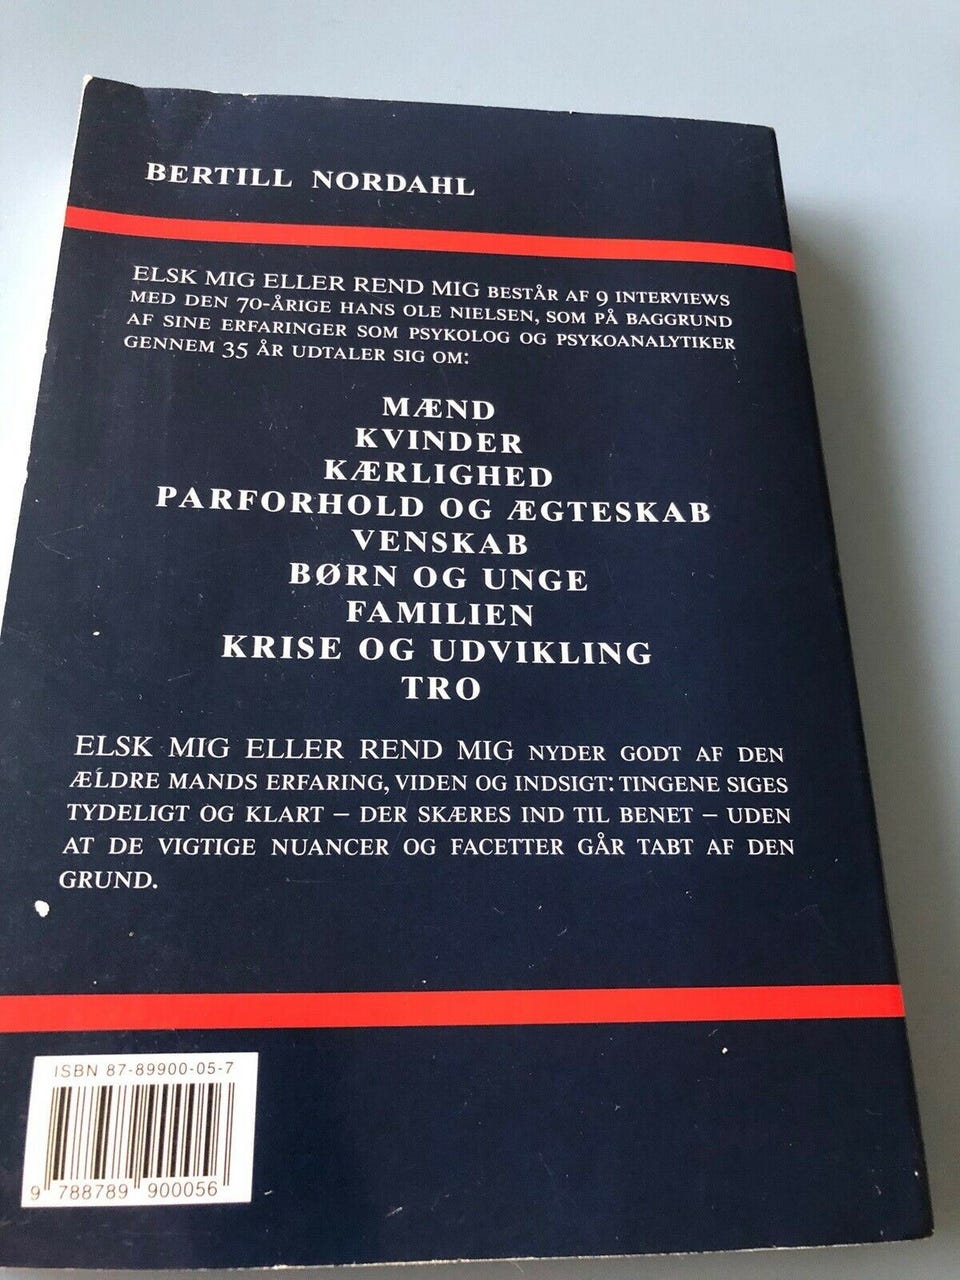 BERTILL NORDAHL
ELSK MIG ELLER REND MIG BESTÅR AF 9 INTERVIEWS
MED DEN 70-ÅRIGE HANS OLE NIELSEN, SOM PÅ BAGGRUND
AF SINE ERFARINGER SOM PSYKOLOG OG PSYKOANALYTIKER
GENNEM 35 ÅR UDTALER SIG OM:
MÆND
KVINDER
KÆRLIGHED
PARFORHOLD OG ÆGTESKAB
VENSKAB
BØRN OG UNGE
FAMILIEN
KRISE OG UDVIKLING
TRO
ELSK MIG ELLER REND MIG NYDER GODT AF DEN
ÆLDRE MANDS ERFARING, VIDEN OG INDSIGT: TINGENE SIGES
TYDELIGT OG KLART – DER SKÆRES IND TIL BENET – UDEN
AT DE VIGTIGE NUANCER OG FACETTER GÅR TABT AF DEN
GRUND.
ISBN 87-89900-05-7
9 788789 900056